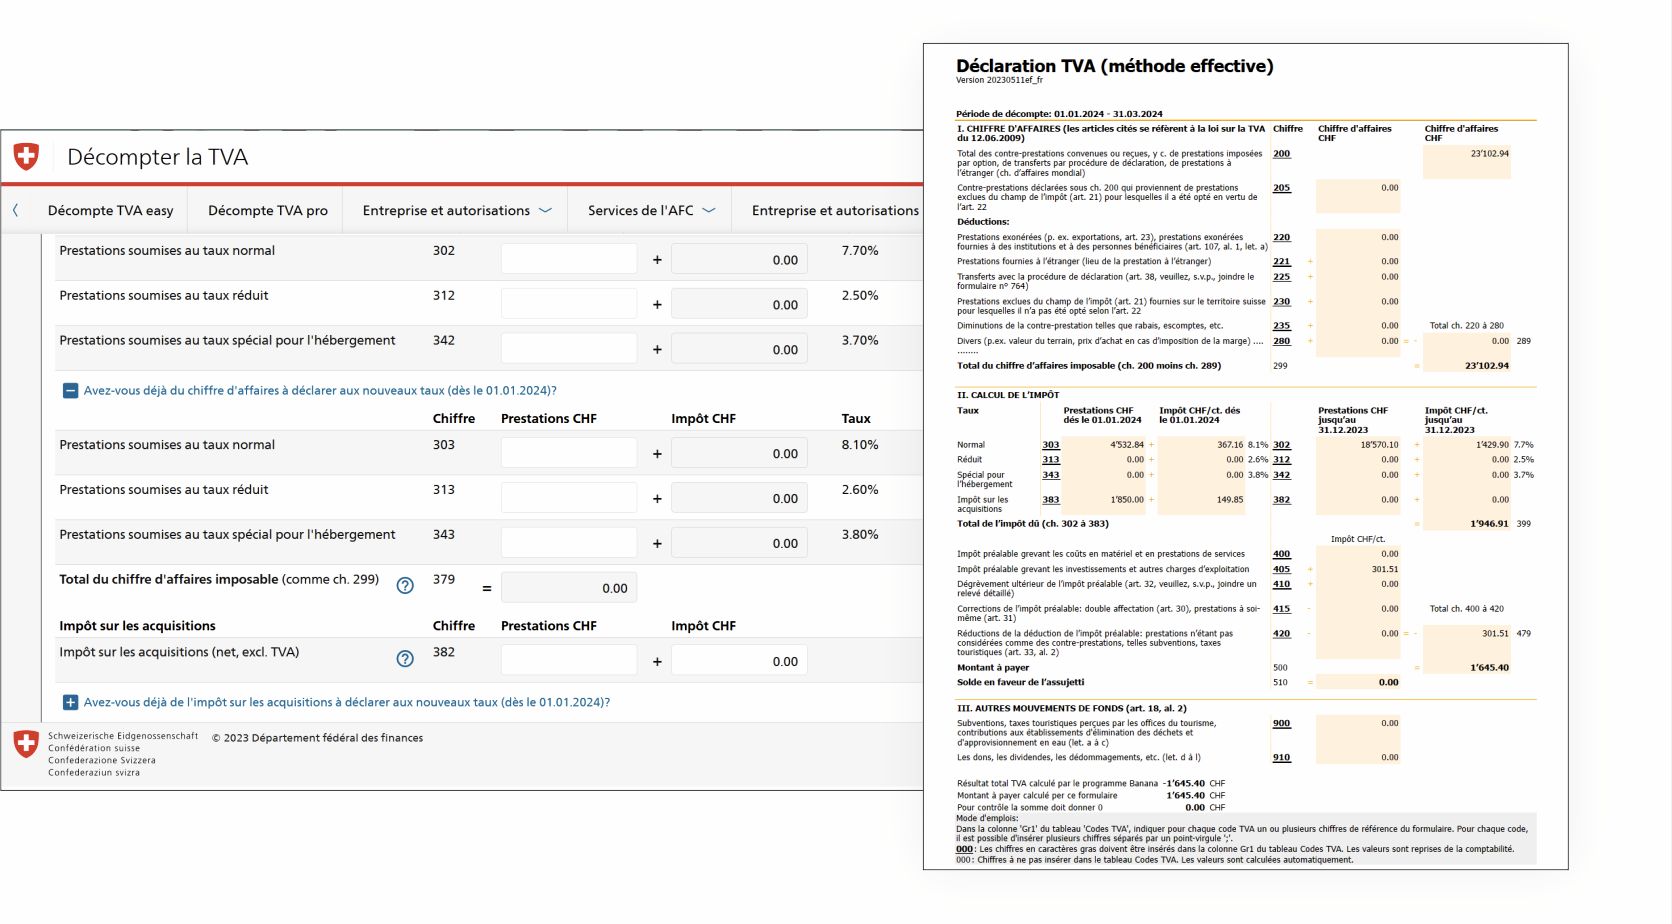 Décompter la TVA
Décompte TVA easy
Décompte TVA pro
Entreprise et autorisations
Services de l'AFC
Entreprise et autorisations
Prestations soumises au taux normal 302 + 0.00 7.70%
Prestations soumises au taux réduit 312 + 0.00 2.50%
Prestations soumises au taux spécial pour l'hébergement 342 + 0.00 3.70%
Avez-vous déjà du chiffre d'affaires à déclarer aux nouveaux taux (dès le 01.01.2024)?
Chiffre Prestations CHF Impôt CHF Taux
Prestations soumises au taux normal 303 + 0.00 8.10%
Prestations soumises au taux réduit 313 + 0.00 2.60%
Prestations soumises au taux spécial pour l'hébergement 343 + 0.00 3.80%
Total du chiffre d'affaires imposable (comme ch. 299) ? 379 = 0.00
Impôt sur les acquisitions Chiffre Prestations CHF Impôt CHF
Impôt sur les acquisitions (net, excl. TVA) ? 382 + 0.00
Avez-vous déjà de l'impôt sur les acquisitions à déclarer aux nouveaux taux (dès le 01.01.2024)?
Schweizerische Eidgenossenschaft
Confédération suisse
Confederazione Svizzera
Confederaziun svizra
© 2023 Département fédéral des finances
Déclaration TVA (méthode effective)
Version 20230511ef_fr
Période de décompte: 01.01.2024 - 31.03.2024
I. CHIFFRE D'AFFAIRES (les articles cités se réfèrent à la loi sur la TVA
du 12.06.2009)
Chiffre
Chiffre d'affaires
CHF
Chiffre d'affaires
CHF
Total des contre-prestations convenues ou reçues, y c. de prestations imposées
par option, de transferts par procédure de déclaration, de prestations à
l'étranger (ch. d'affaires mondial)
200 23'102.94
Contre-prestations déclarées sous ch. 200 qui proviennent de prestations
exclues du champ de l'impôt (art. 21) pour lesquelles il a été opté en vertu de
l'art. 22
205 0.00
Déductions:
Prestations exonérées (p. ex. exportations, art. 23), prestations exonérées
fournies à des institutions et à des personnes bénéficiaires (art. 107, al. 1, let. a)
220 0.00
Prestations fournies à l'étranger (lieu de la prestation à l'étranger) 221 + 0.00
Transferts avec la procédure de déclaration (art. 38, veuillez, s.v.p., joindre le
formulaire nº 764)
225 + 0.00
Prestations exclues du champ de l'impôt (art. 21) fournies sur le territoire suisse
pour lesquelles il n'a pas été opté selon l'art. 22
230 + 0.00
Diminutions de la contre-prestation telles que rabais, escomptes, etc. 235 + 0.00 Total ch. 220 à 280
Divers (p.ex. valeur du terrain, prix d'achat en cas d'imposition de la marge) ....
........
280 + 0.00 = - 0.00 289
Total du chiffre d'affaires imposable (ch. 200 moins ch. 289) 299 = 23'102.94
II. CALCUL DE L'IMPÔT
Taux
Prestations CHF
dés le 01.01.2024
Impôt CHF/ct. dés
le 01.01.2024
Prestations CHF
jusqu'au
31.12.2023
Impôt CHF/ct.
jusqu'au
31.12.2023
Normal 303 4'532.84 + 367.16 8.1% 302 18'570.10 + 1'429.90 7.7%
Réduit 313 0.00 + 0.00 2.6% 312 0.00 + 0.00 2.5%
Spécial pour
l'hébergement
343 0.00 + 0.00 3.8% 342 0.00 + 0.00 3.7%
Impôt sur les
acquisitions
383 1'850.00 + 149.85 382 0.00 + 0.00
Total de l'impôt dû (ch. 302 à 383) = 1'946.91 399
Impôt CHF/ct.
Impôt préalable grevant les coûts en matériel et en prestations de services 400 0.00
Impôt préalable grevant les investissements et autres charges d'exploitation 405 + 301.51
Dégrèvement ultérieur de l'impôt préalable (art. 32, veuillez, s.v.p., joindre un
relevé détaillé)
410 + 0.00
Corrections de l'impôt préalable: double affectation (art. 30), prestations à soi-
même (art. 31)
415 - 0.00 Total ch. 400 à 420
Réductions de la déduction de l'impôt préalable: prestations n'étant pas
considérées comme des contre-prestations, telles subventions, taxes
touristiques (art. 33, al. 2)
420 - 0.00 = - 301.51 479
Montant à payer 500 = 1'645.40
Solde en faveur de l'assujetti 510 = 0.00
III. AUTRES MOUVEMENTS DE FONDS (art. 18, al. 2)
Subventions, taxes touristiques perçues par les offices du tourisme,
contributions aux établissements d'élimination des déchets et
d'approvisionnement en eau (let. a à c)
900 0.00
Les dons, les dividendes, les dédommagements, etc. (let. d à l) 910 0.00
Résultat total TVA calculé par le programme Banana -1'645.40 CHF
Montant à payer calculé per ce formulaire 1'645.40 CHF
Pour contrôle la somme doit donner 0 0.00 CHF
Mode d'emplois:
Dans la colonne 'Gr1' du tableau 'Codes TVA', indiquer pour chaque code TVA un ou plusieurs chiffres de référence du formulaire. Pour chaque code,
il est possible d'insérer plusieurs chiffres séparés par un point-virgule ';'.
000: Les chiffres en caractères gras doivent être insérés dans la colonne Gr1 du tableau Codes TVA. Les valeurs sont reprises de la comptabilité.
000: Chiffres à ne pas insérer dans le tableau Codes TVA. Les valeurs sont calculées automatiquement.